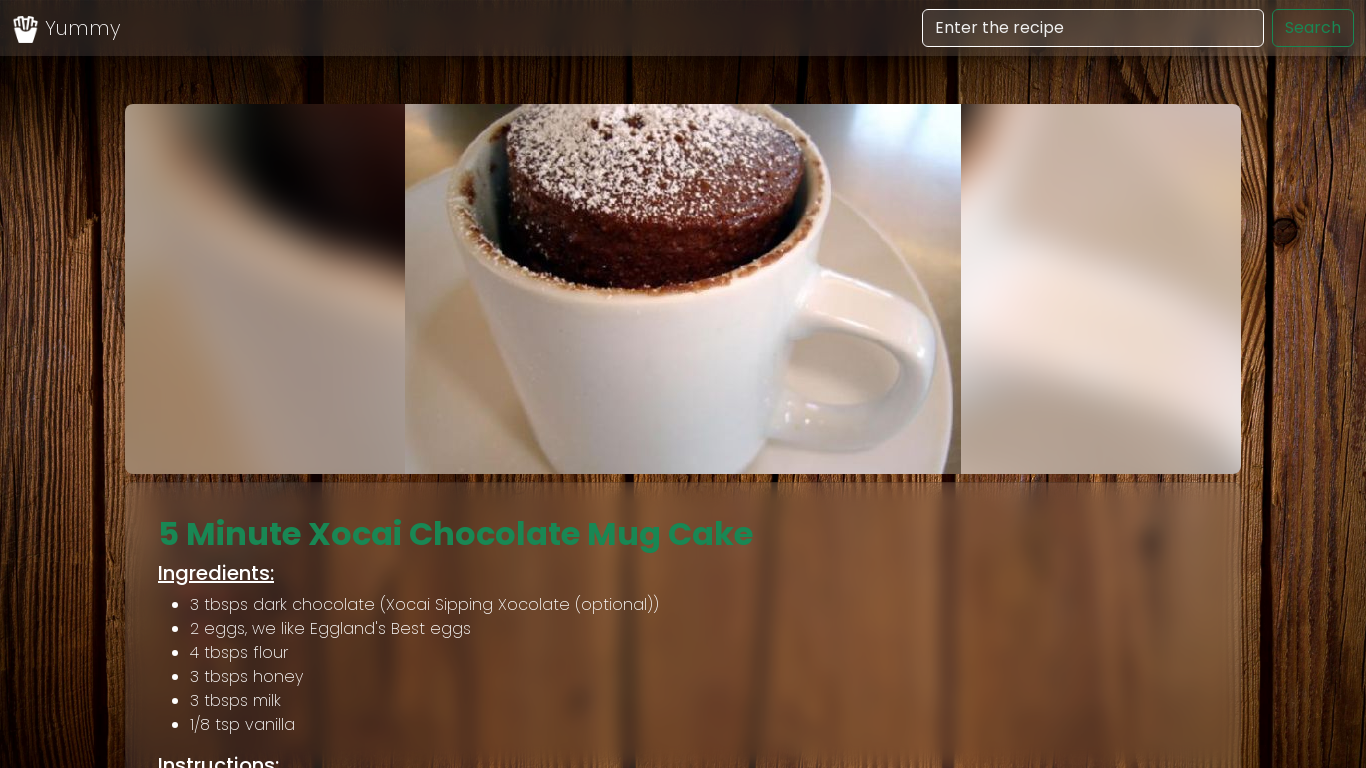 Yummy
Enter the recipe
Search
5 Minute Xocai Chocolate Mug Cake
Ingredients:
3 tbsps dark chocolate (Xocai Sipping Xocolate (optional))
2 eggs, we like Eggland's Best eggs
4 tbsps flour
3 tbsps honey
3 tbsps milk
1/8 tsp vanilla
Instructions: